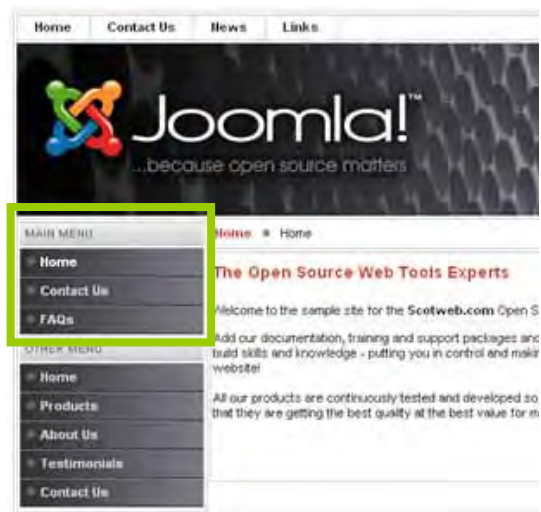 Home Contact Us News Links
Joomla!™
...because open source matters
MAIN MENU
Home
Contact Us
FAQs
OTHER MENU
Home
Products
About Us
Testimonials
Contact Us
Home Home
The Open Source Web Tools Experts
Welcome to the sample site for the Scotweb.com Open S
Add our documentation, training and support packages and
build skills and knowledge - putting you in control and makin
website!
All our products are continuously tested and developed so
that they are getting the best quality at the best value for m